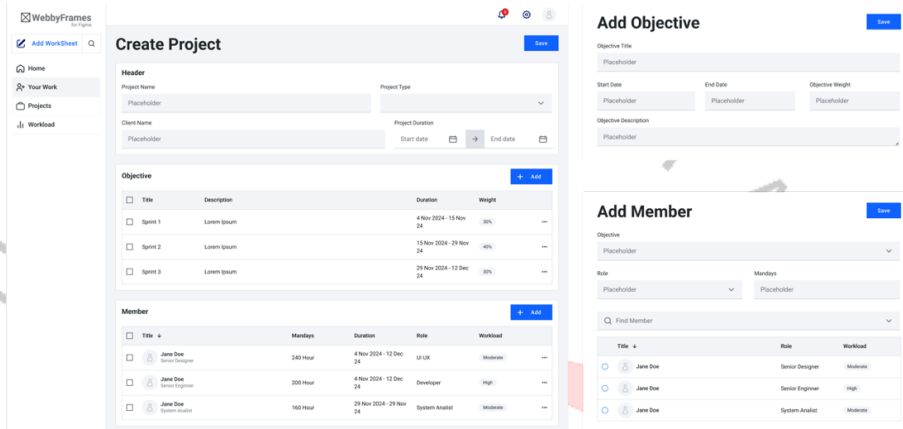 WebbyFrames
for Figma
Add WorkSheet
Home
Your Work
Projects
Workload
5
Create Project
Save
Header
Project Name
Project Type
Placeholder
Client Name
Project Duration
Placeholder
Start date
End date
Objective
Add
Title Description Duration Weight
Sprint 1 Lorem Ipsum 4 Nov 2024 - 15 Nov 24 30%
Sprint 2 Lorem Ipsum 15 Nov 2024 - 29 Nov 24 40%
Sprint 3 Lorem Ipsum 29 Nov 2024 - 12 Dec 24 30%
Member
Add
Title Mandays Duration Role Workload
Jane Doe
Senior Designer
240 Hour 4 Nov 2024 - 12 Dec 24 UI UX Moderate
Jane Doe
Senior Enginner
200 Hour 4 Nov 2024 - 12 Dec 24 Developer High
Jane Doe
System Analist
160 Hour 29 Nov 2024 - 29 Nov 24 System Analist Moderate
Add Objective
Save
Objective Title
Placeholder
Start Date End Date Objective Weight
Placeholder Placeholder Placeholder
Objective Description
Placeholder
Add Member
Save
Objective
Placeholder
Role Mandays
Placeholder Placeholder
Find Member
Title Role Workload
Jane Doe Senior Designer Moderate
Jane Doe Senior Enginner High
Jane Doe System Analist Moderate